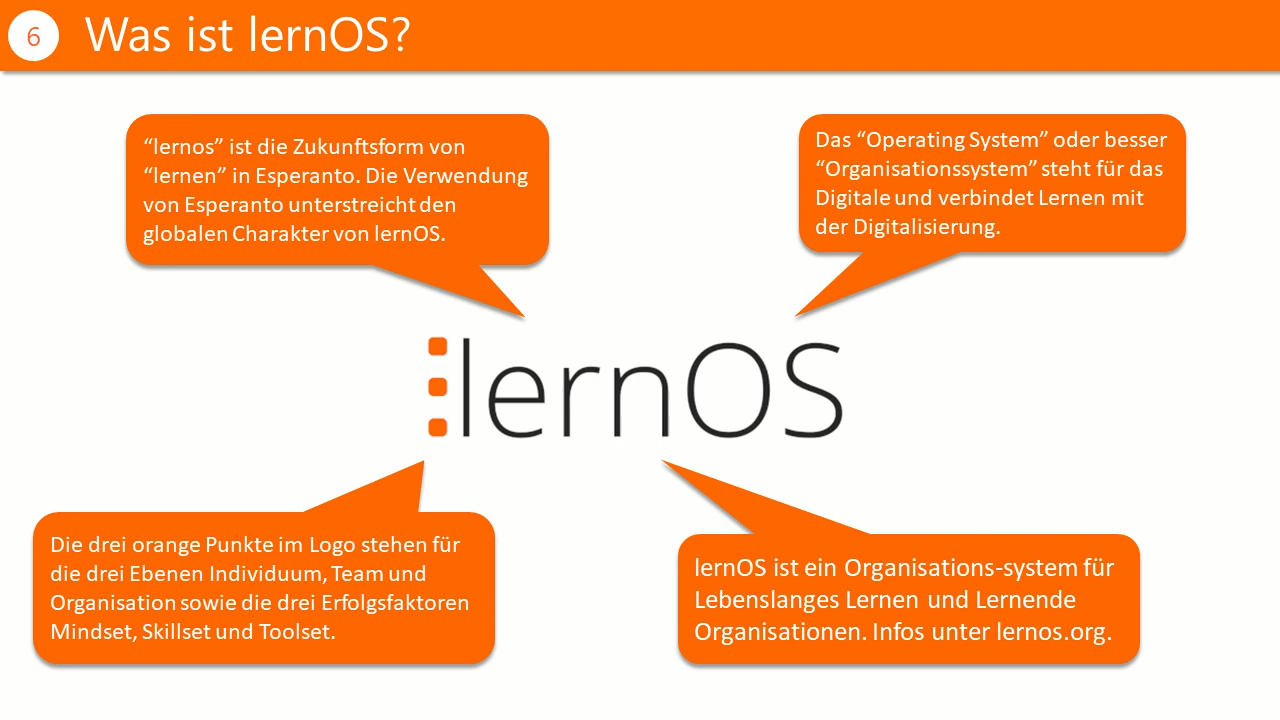 6
Was ist lernOS?
“lernos” ist die Zukunftsform von
“lernen” in Esperanto. Die Verwendung
von Esperanto unterstreicht den
globalen Charakter von lernOS.
Das “Operating System” oder besser
“Organisationssystem” steht für das
Digitale und verbindet Lernen mit
der Digitalisierung.
lernOS
Die drei orange Punkte im Logo stehen für
die drei Ebenen Individuum, Team und
Organisation sowie die drei Erfolgsfaktoren
Mindset, Skillset und Toolset.
lernOS ist ein Organisations-system für
Lebenslanges Lernen und Lernende
Organisationen. Infos unter lernos.org.